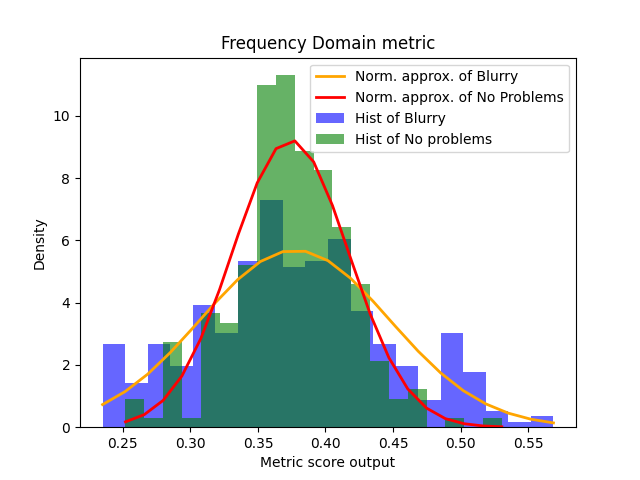 Frequency Domain metric
Norm. approx. of Blurry
Norm. approx. of No Problems
Hist of Blurry
Hist of No problems
Density
10
8
6
4
2
0
0.25 0.30 0.35 0.40 0.45 0.50 0.55
Metric score output